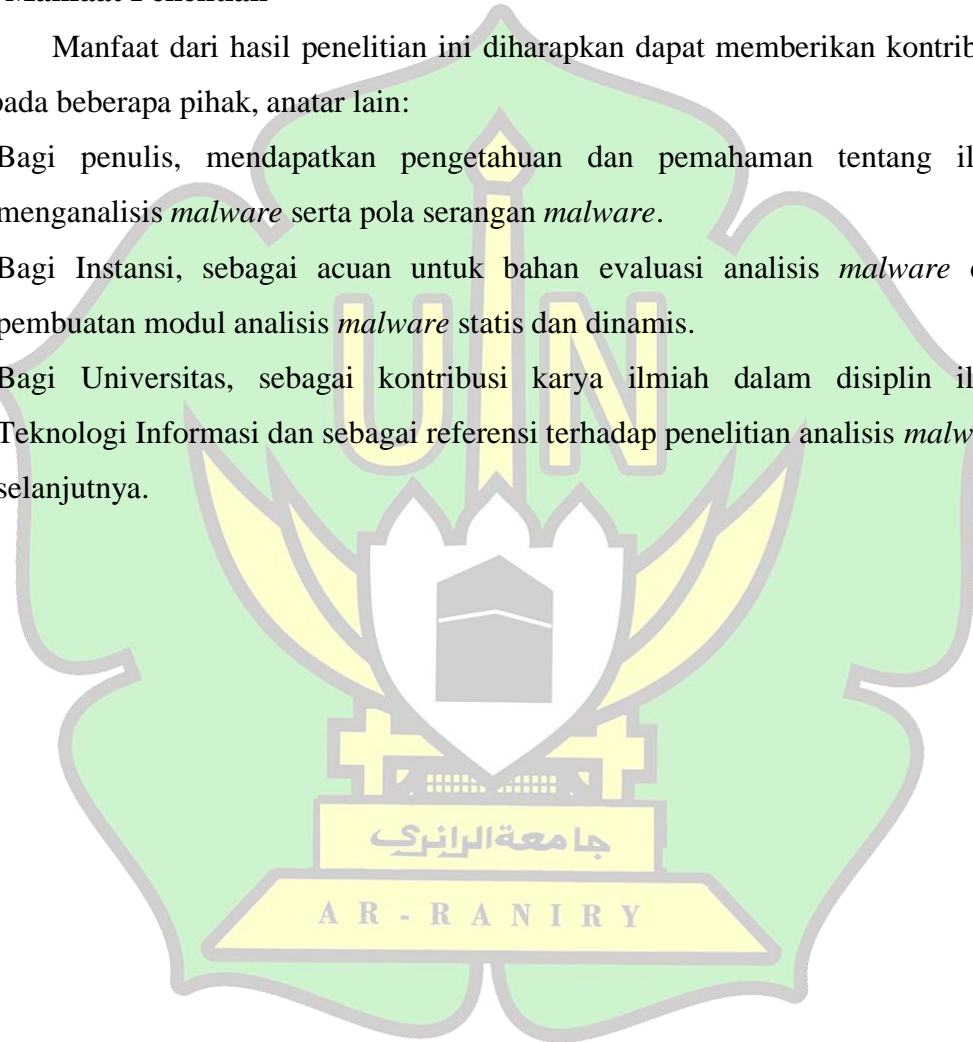 Manfaat dari hasil penelitian ini diharapkan dapat memberikan
pada beberapa pihak, anatar lain:
Bagi penulis, mendapatkan pengetahuan dan pemahaman tentang
menganalisis malware serta pola serangan malware.
Bagi Instansi, sebagai acuan untuk bahan evaluasi analisis malware
pembuatan modul analisis malware statis dan dinamis.
Bagi Universitas, sebagai kontribusi karya ilmiah dalam disiplin
Teknologi Informasi dan sebagai referensi terhadap penelitian analisis
selanjutnya.
UIN
جامعةالرانري
AR-RANIRY